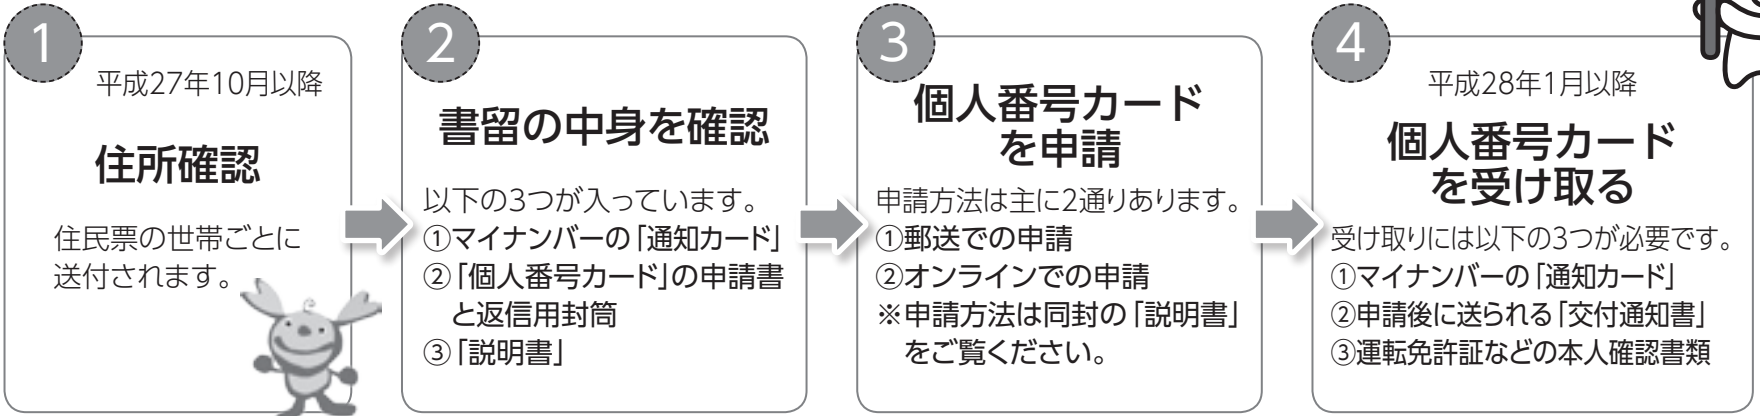 1
平成27年10月以降
住所確認
住民票の世帯ごとに
送付されます。
2
書留の中身を確認
以下の3つが入っています。
①マイナンバーの「通知カード」
②「個人番号カード」の申請書
と返信用封筒
③「説明書」
3
個人番号カード
を申請
申請方法は主に2通りあります。
①郵送での申請
②オンラインでの申請
※申請方法は同封の「説明書」
をご覧ください。
4
平成28年1月以降
個人番号カード
を受け取る
受け取りには以下の3つが必要です。
①マイナンバーの「通知カード」
②申請後に送られる「交付通知書」
③運転免許証などの本人確認書類